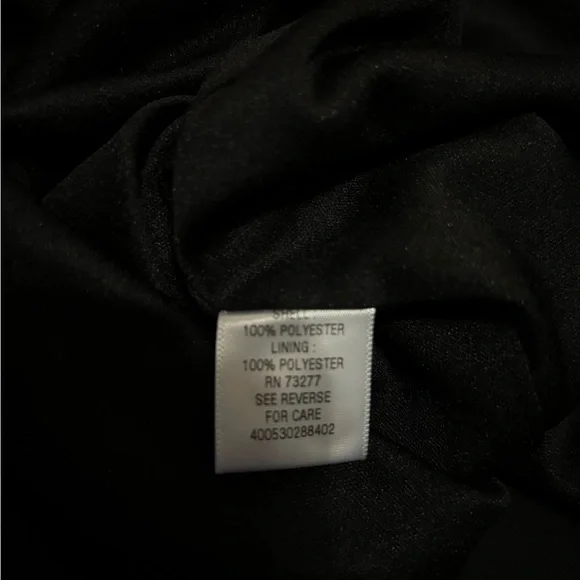 SHELL:
100% POLYESTER
LINING :
100% POLYESTER
RN 73277
SEE REVERSE
FOR CARE
400530288402